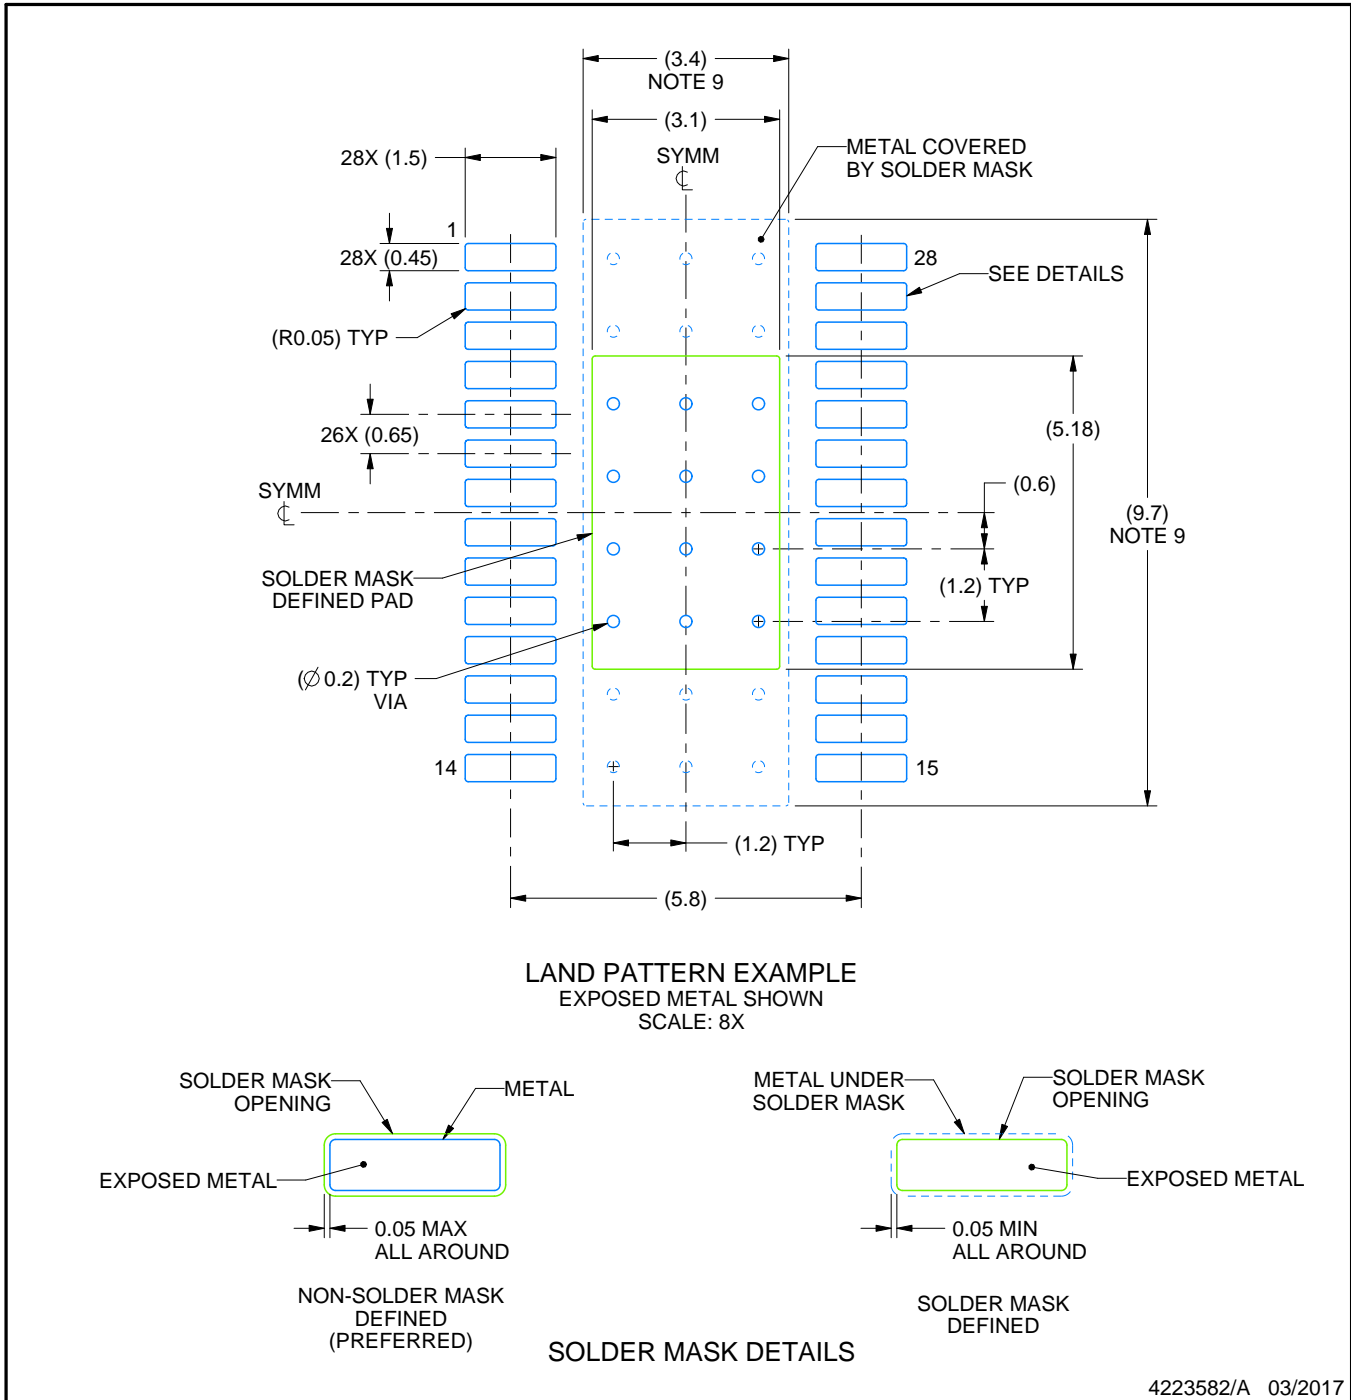 (3.4)
NOTE 9
(3.1)
METAL COVERED
BY SOLDER MASK
SYMM
28X (1.5)
1
28X (0.45)
28
SEE DETAILS
(R0.05) TYP
26X (0.65)
(5.18)
SYMM
(0.6)
(9.7)
NOTE 9
SOLDER MASK
DEFINED PAD
(1.2) TYP
(Ø 0.2) TYP
VIA
14
15
(1.2) TYP
(5.8)
LAND PATTERN EXAMPLE
EXPOSED METAL SHOWN
SCALE: 8X
SOLDER MASK
OPENING
METAL
EXPOSED METAL
0.05 MAX
ALL AROUND
NON-SOLDER MASK
DEFINED
(PREFERRED)
METAL UNDER
SOLDER MASK
SOLDER MASK
OPENING
EXPOSED METAL
0.05 MIN
ALL AROUND
SOLDER MASK
DEFINED
SOLDER MASK DETAILS
4223582/A 03/2017